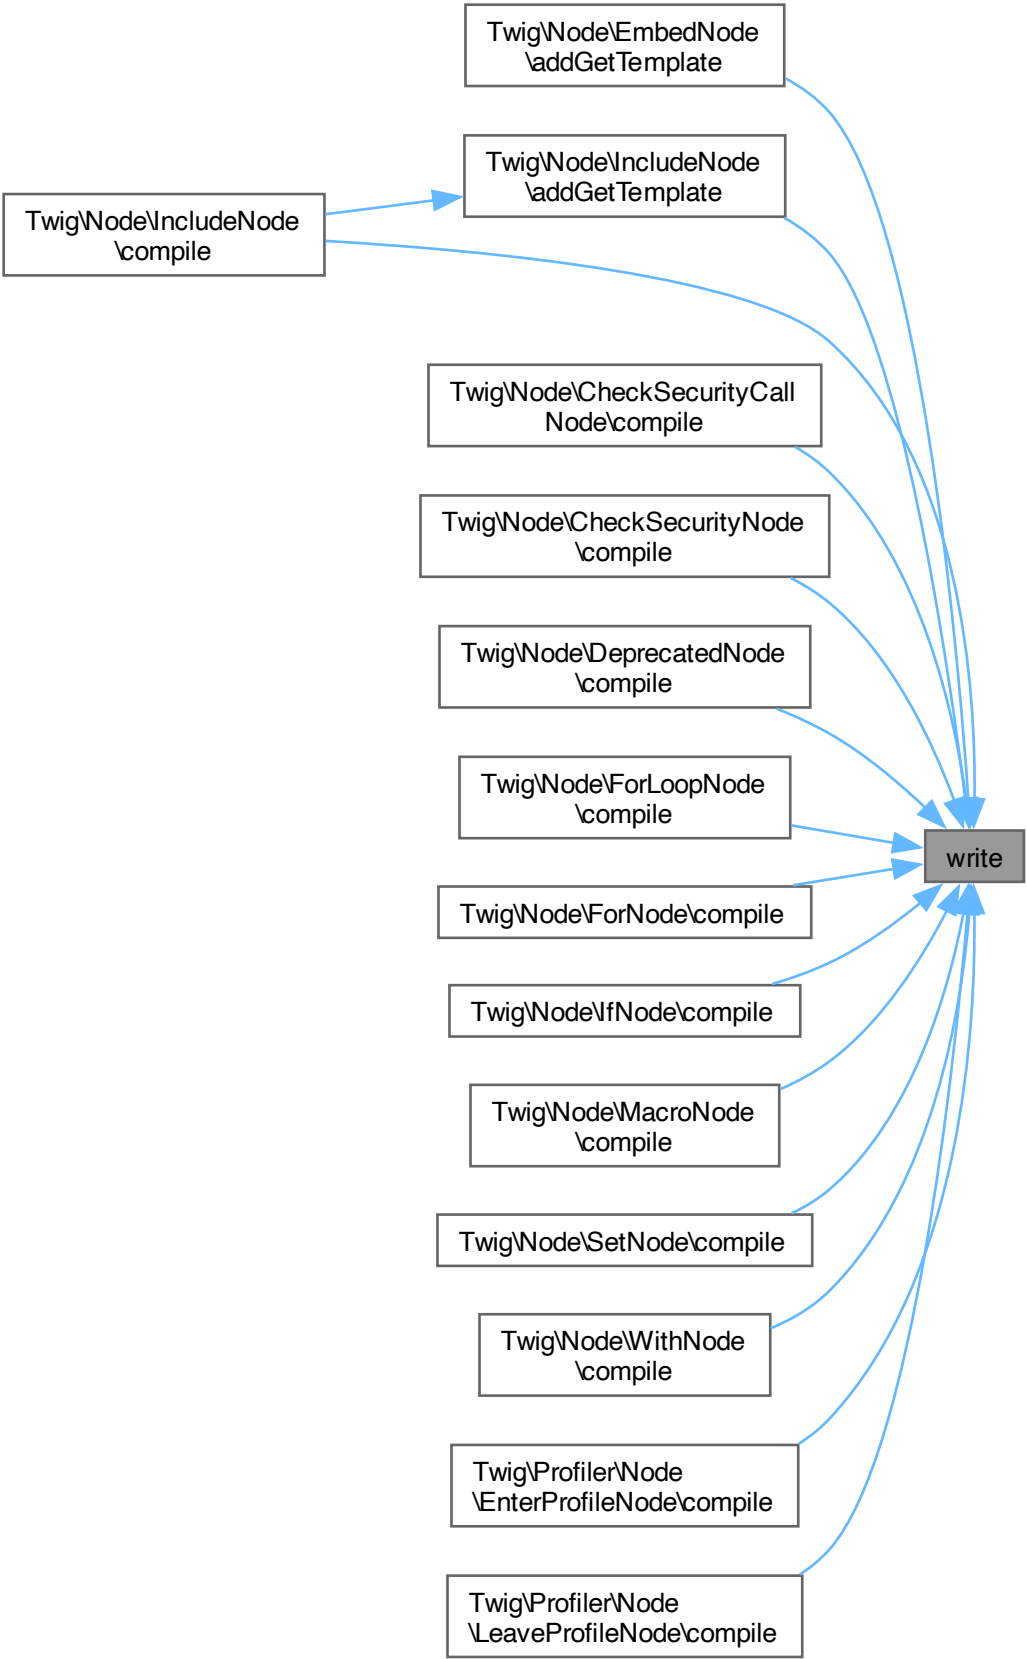 Twig\Node\EmbedNode
\addGetTemplate
Twig\Node\IncludeNode
\addGetTemplate
Twig\Node\IncludeNode
\compile
Twig\Node\CheckSecurityCall
Node\compile
Twig\Node\CheckSecurityNode
\compile
Twig\Node\DeprecatedNode
\compile
Twig\Node\ForLoopNode
\compile
write
Twig\Node\ForNode\compile
Twig\Node\IfNode\compile
Twig\Node\MacroNode
\compile
Twig\Node\SetNode\compile
Twig\Node\WithNode
\compile
Twig\Profiler\Node
\EnterProfileNode\compile
Twig\Profiler\Node
\LeaveProfileNode\compile